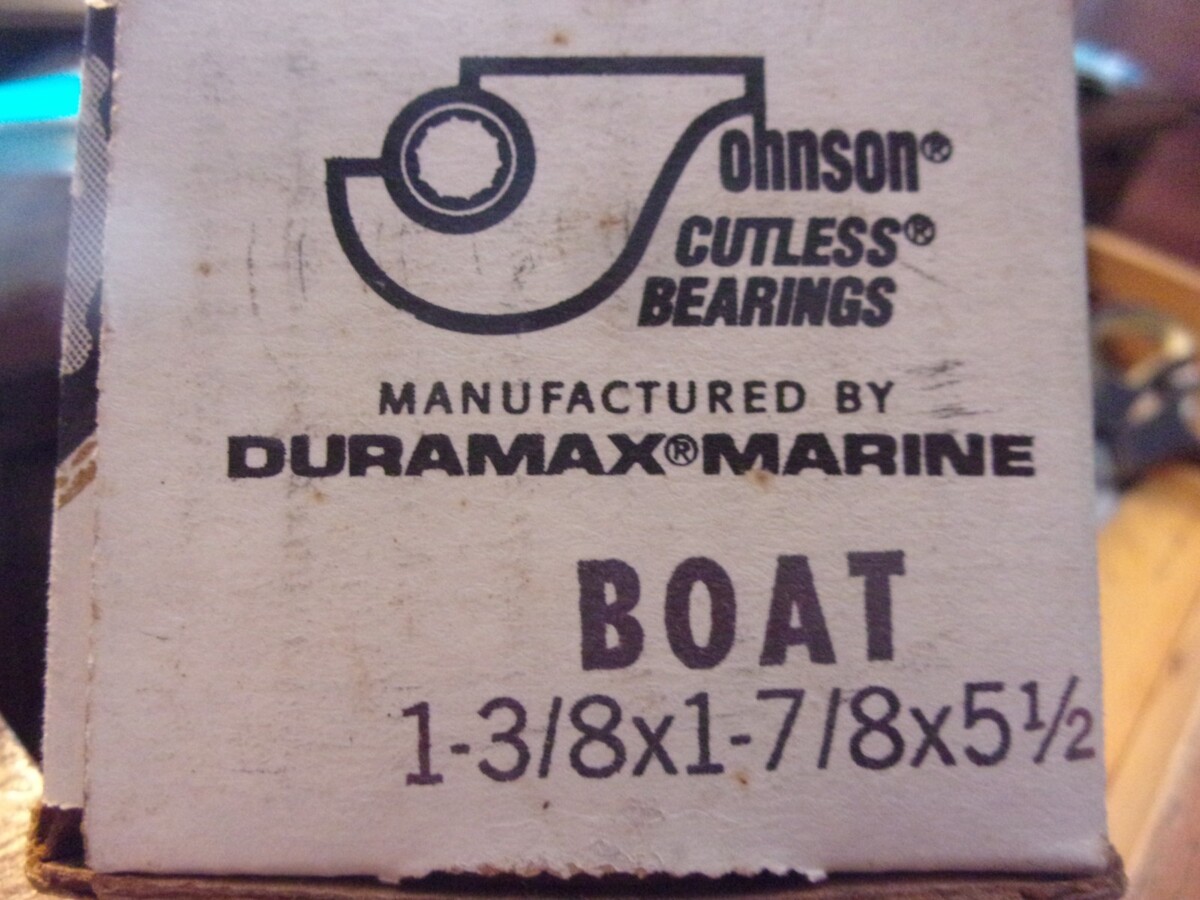 Johnson®
CUTLESS®
BEARINGS
MANUFACTURED BY
DURAMAX®MARINE
BOAT
1-3/8x1-7/8x5½